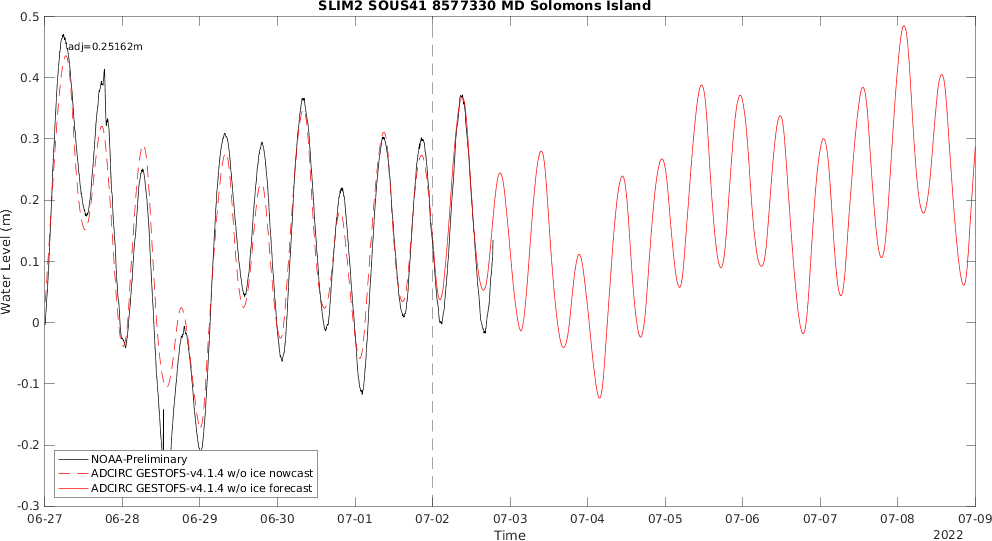 SLIM2 SOUS41 8577330 MD Solomons Island
adj=0.25162m
0.5
0.4
0.3
0.2
0.1
0
-0.1
-0.2
-0.3
Water Level (m)
NOAA-Preliminary
ADCIRC GESTOFS-v4.1.4 w/o ice nowcast
ADCIRC GESTOFS-v4.1.4 w/o ice forecast
06-27 06-28 06-29 06-30 07-01 07-02 07-03 07-04 07-05 07-06 07-07 07-08 07-09
Time
2022